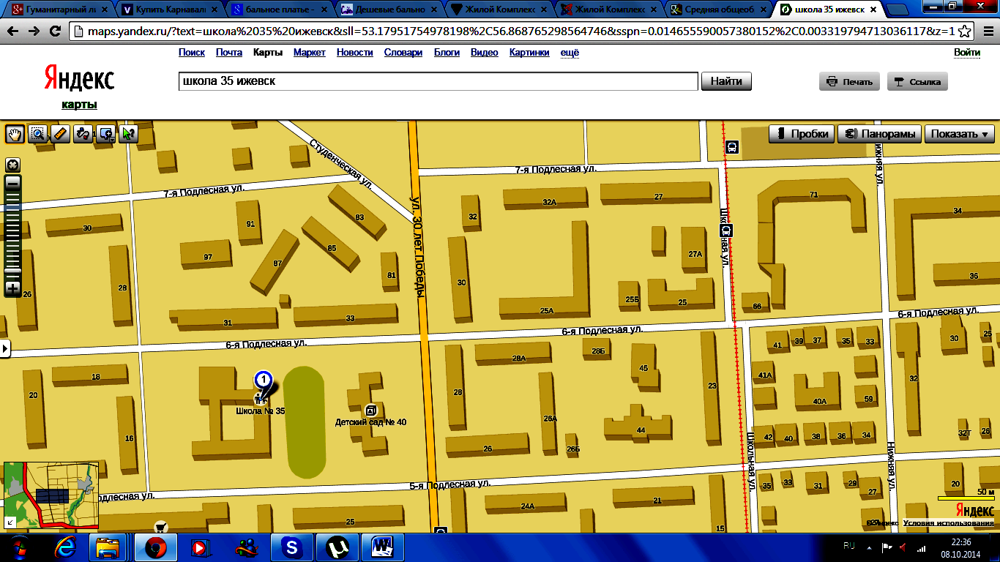 Гуманитарный ли
Купить Карнавал
бальное платье -
Дешевые бально
Жилой Комплекс
Жилой Комплекс
Средняя общеоб
школа 35 ижевск
maps.yandex.ru/?text=школа%2035%20ижевск&sll=53.17951754978198%2C56.868765298564746&sspn=0.014655590057380152%2C0.003319794713036117&z=1
Поиск Почта Карты Маркет Новости Словари Блоги Видео Картинки ещё
Войти
Яндекс
карты
школа 35 ижевск
Найти
Печать
Ссылка
Пробки
Панорамы
Показать
Студенческая ул.
7-я Подлесная ул.
7-я Подлесная ул.
ул. 30 лет Победы
Школьная ул.
Нижняя ул.
91
83
32
32А
27
71
34
30
85
97
87
27А
81
28
26
30
36
25Б
25
66
25А
31
33
6-я Подлесная ул.
6-я Подлесная ул.
6-я Подлесная ул.
41
39
37
35
33
30
25
28А
28Б
45
18
20
1
41А
23
32
28
40А
59
Школа № 35
Детский сад № 40
26А
44
16
26
26Б
42
40
38
36
34
32Т
26
Школьная ул.
Нижняя ул.
5-я Подлесная ул.
одлесная ул.
35
33
31
29
27
20
24А
21
25
15
50 м
Яндекс
Условия использования
RU
22:36
08.10.2014